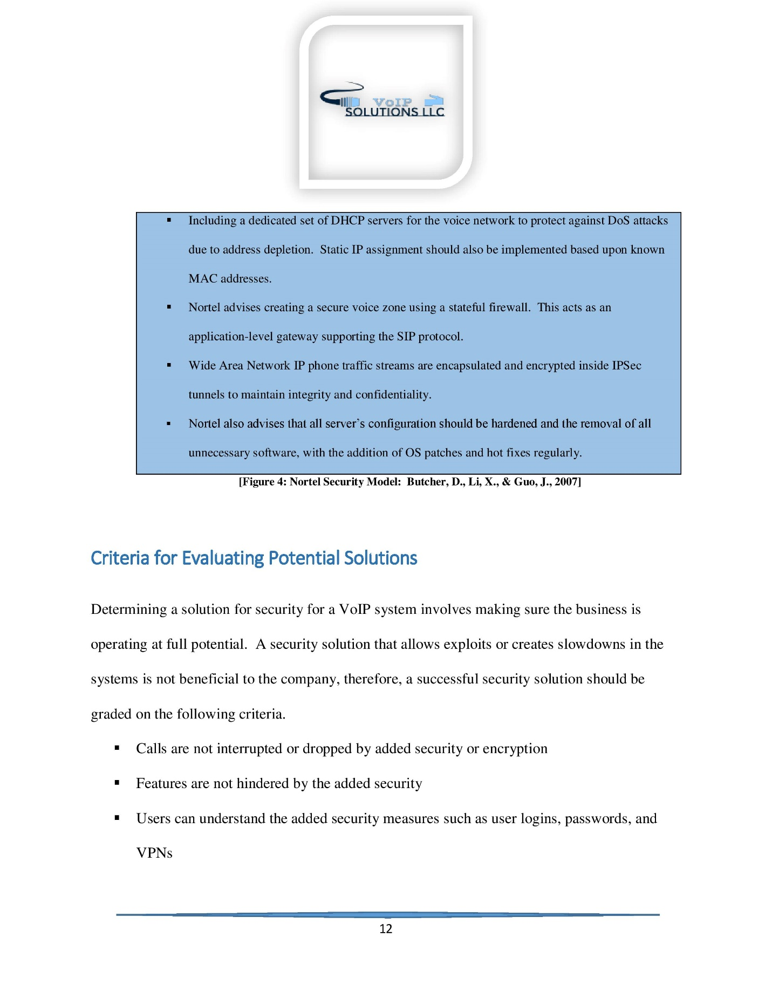 VoIP
SOLUTIONS LLC
▪ Including a dedicated set of DHCP servers for the voice network to protect against DoS attacks
due to address depletion.  Static IP assignment should also be implemented based upon known
MAC addresses.
▪ Nortel advises creating a secure voice zone using a stateful firewall.  This acts as an
application-level gateway supporting the SIP protocol.
▪ Wide Area Network IP phone traffic streams are encapsulated and encrypted inside IPSec
tunnels to maintain integrity and confidentiality.
▪ Nortel also advises that all server’s configuration should be hardened and the removal of all
unnecessary software, with the addition of OS patches and hot fixes regularly.
[Figure 4: Nortel Security Model:  Butcher, D., Li, X., & Guo, J., 2007]
Criteria for Evaluating Potential Solutions
Determining a solution for security for a VoIP system involves making sure the business is
operating at full potential.  A security solution that allows exploits or creates slowdowns in the
systems is not beneficial to the company, therefore, a successful security solution should be
graded on the following criteria.
▪ Calls are not interrupted or dropped by added security or encryption
▪ Features are not hindered by the added security
▪ Users can understand the added security measures such as user logins, passwords, and
VPNs
12